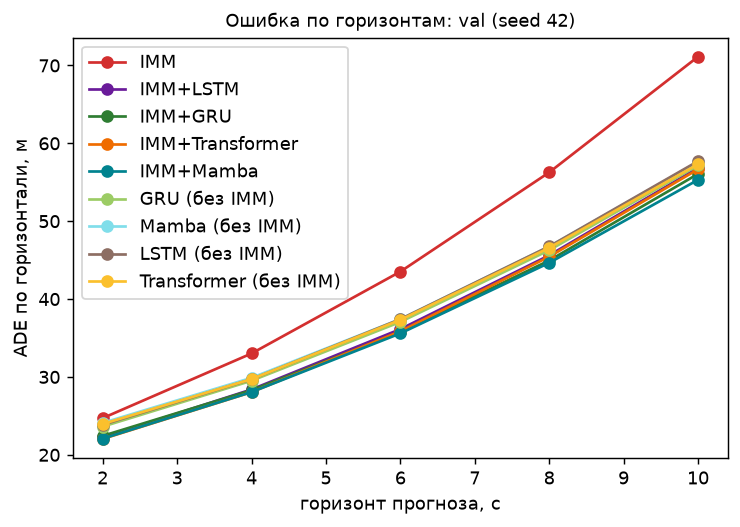 Ошибка по горизонтам: val (seed 42)
IMM
IMM+LSTM
IMM+GRU
IMM+Transformer
IMM+Mamba
GRU (без IMM)
Mamba (без IMM)
LSTM (без IMM)
Transformer (без IMM)
ADE по горизонтали, м
70
60
50
40
30
20
2 3 4 5 6 7 8 9 10
горизонт прогноза, с